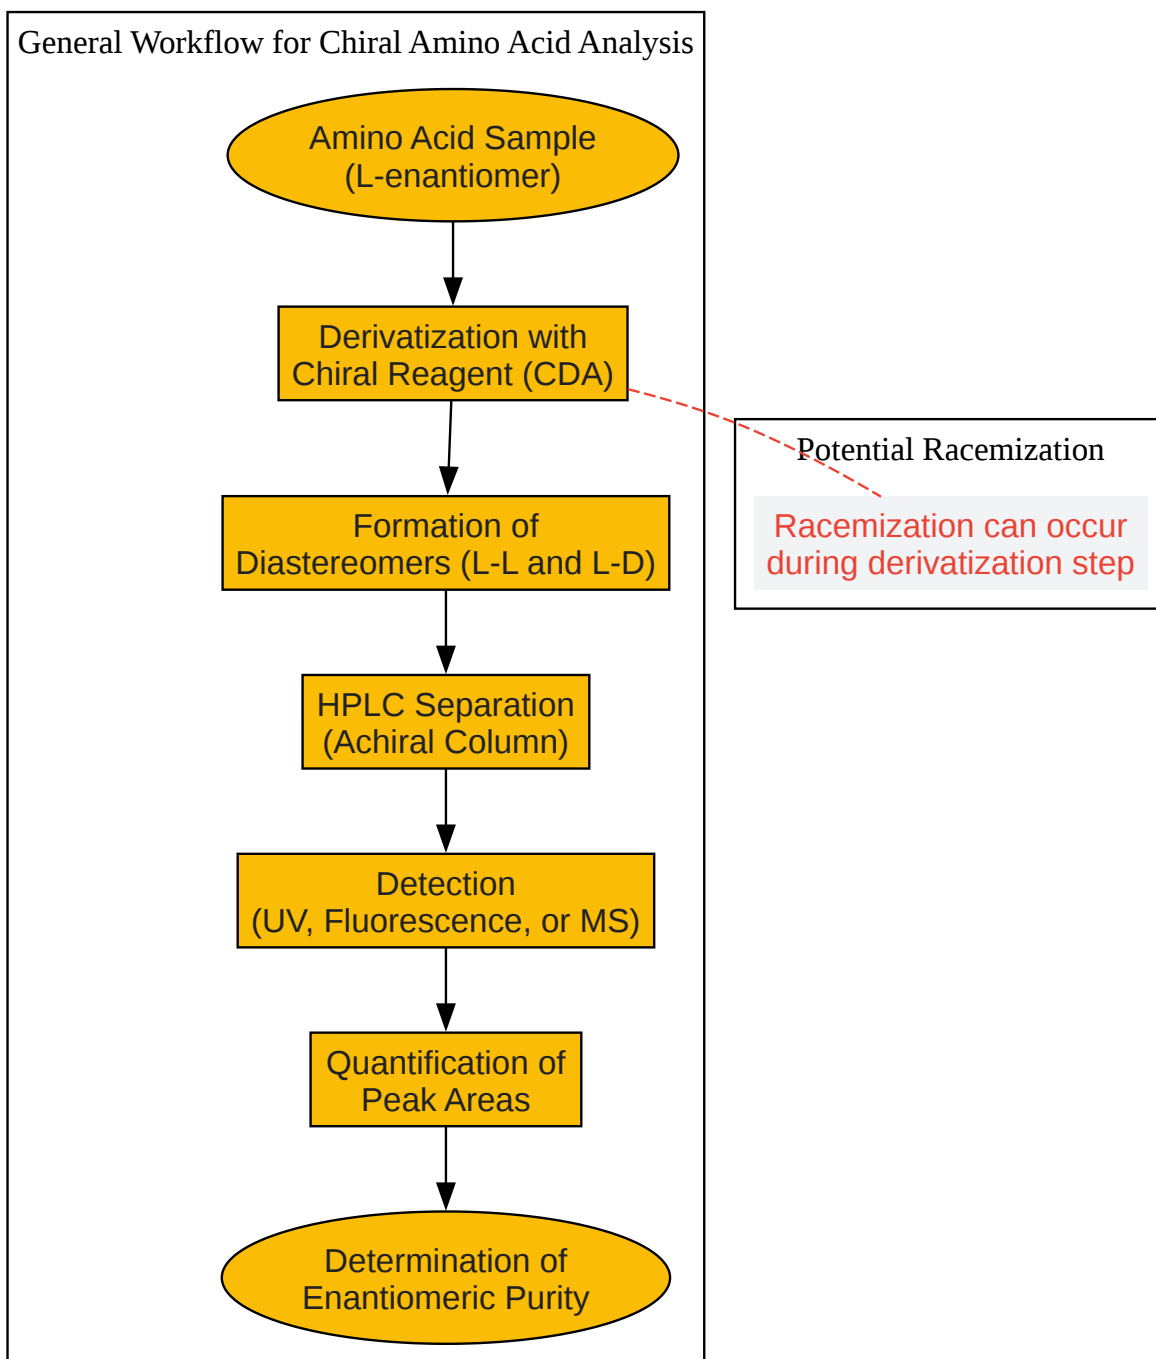 General Workflow for Chiral Amino Acid Analysis
Amino Acid Sample
(L-enantiomer)
Derivatization with
Chiral Reagent (CDA)
Potential Racemization
Racemization can occur
during derivatization step
Formation of
Diastereomers (L-L and L-D)
HPLC Separation
(Achiral Column)
Detection
(UV, Fluorescence, or MS)
Quantification of
Peak Areas
Determination of
Enantiomeric Purity